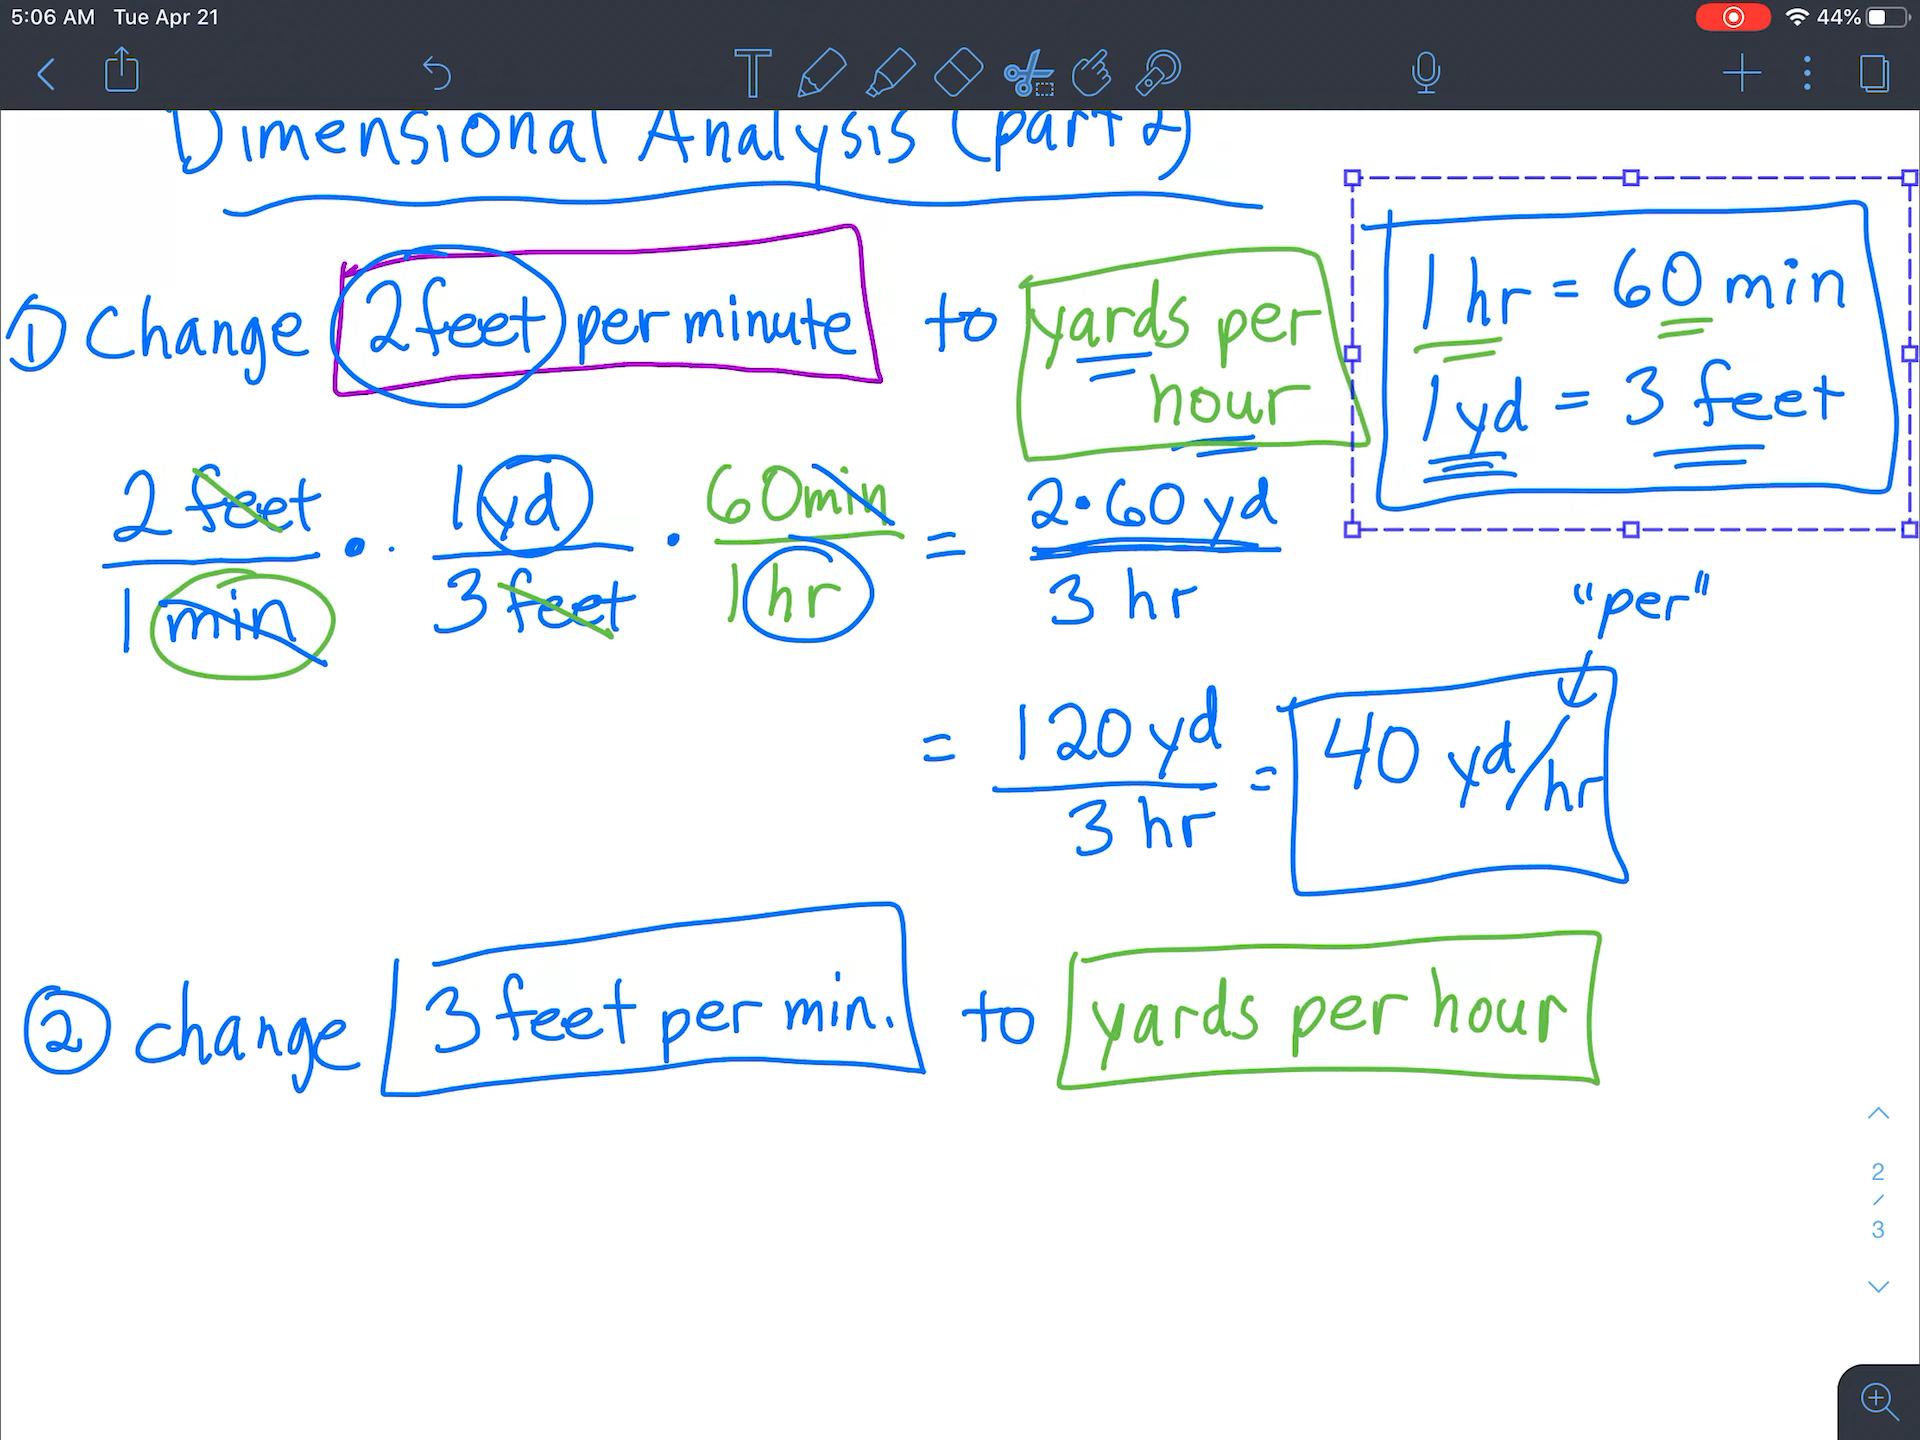 5:06 AM Tue Apr 21
44%
T
Dimensional Analysis (part 2)
① Change 2 feet per minute to yards per hour
1 hr = 60 min
1 yd = 3 feet
2 feet / 1 min · · 1 yd / 3 feet · 60 min / 1 hr = 2·60 yd / 3 hr
"per"
= 120 yd / 3 hr = 40 yd/hr
② change 3 feet per min. to yards per hour
2
/
3